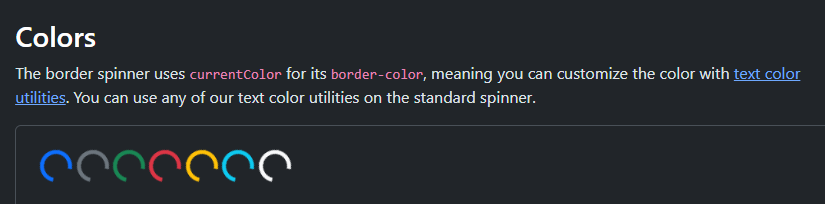 Colors
The border spinner uses currentColor for its border-color, meaning you can customize the color with text color
utilities. You can use any of our text color utilities on the standard spinner.